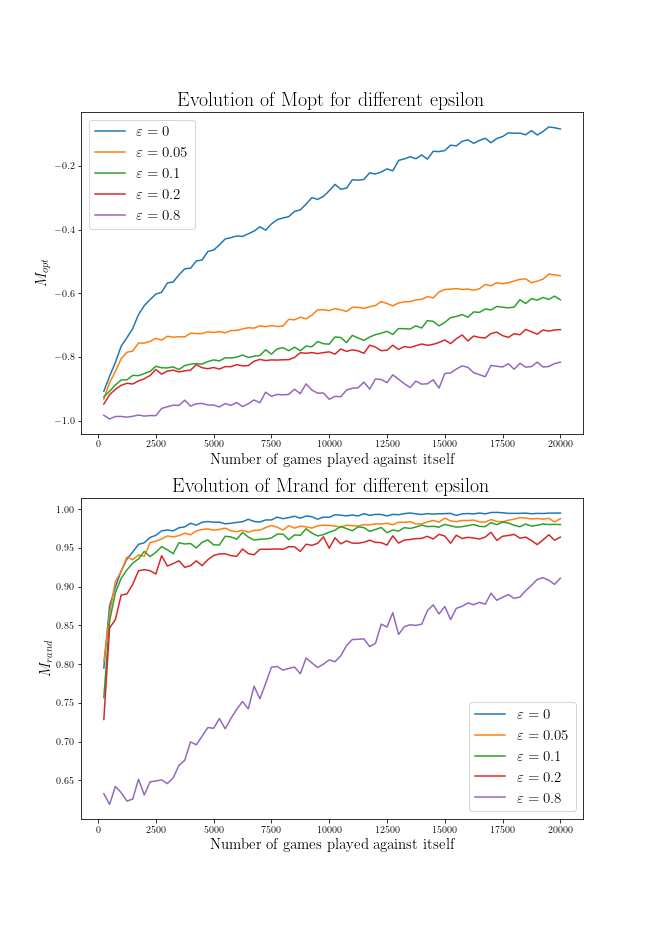 Evolution of Mopt for different epsilon
ε = 0
ε = 0.05
ε = 0.1
ε = 0.2
ε = 0.8
−0.2
−0.4
−0.6
−0.8
−1.0
M_opt
0 2500 5000 7500 10000 12500 15000 17500 20000
Number of games played against itself
Evolution of Mrand for different epsilon
1.00
0.95
0.90
0.85
0.80
0.75
0.70
0.65
M_rand
ε = 0
ε = 0.05
ε = 0.1
ε = 0.2
ε = 0.8
0 2500 5000 7500 10000 12500 15000 17500 20000
Number of games played against itself